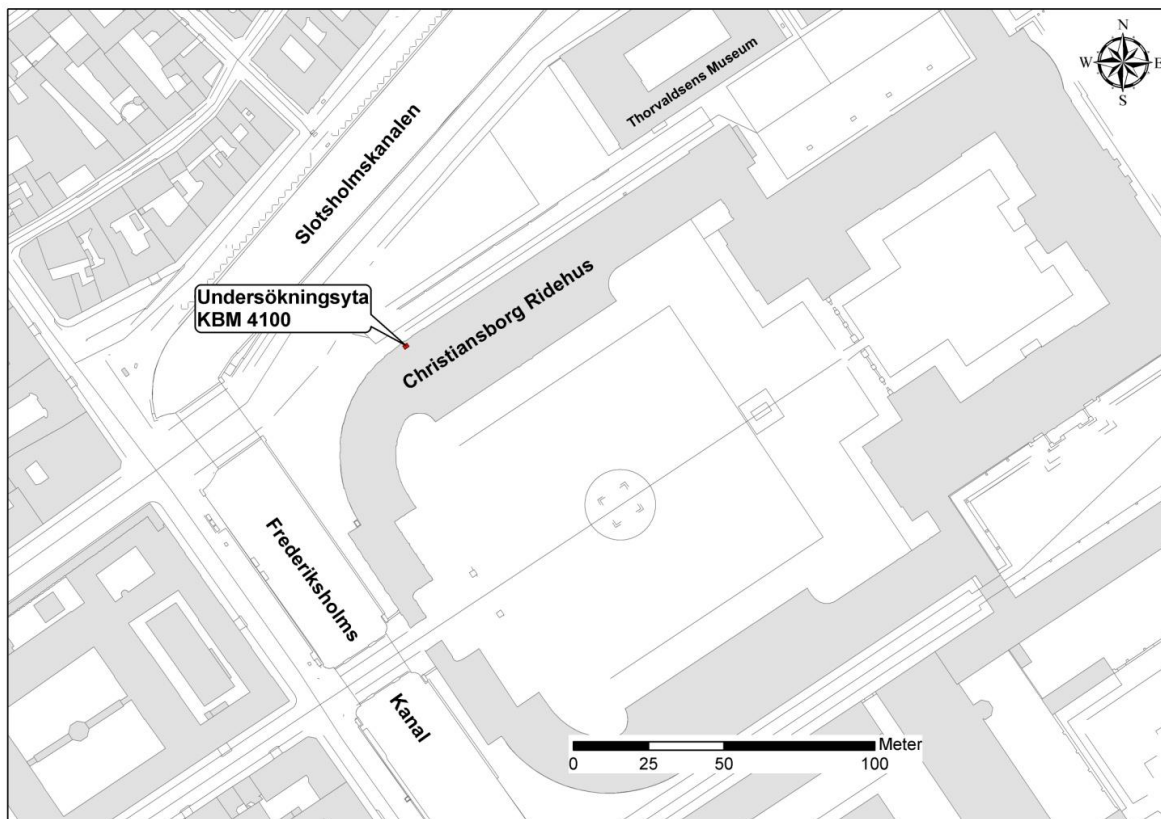 N
W E
S
Thorvaldsens Museum
Slotsholmskanalen
Undersökningsyta
KBM 4100
Christiansborg Ridehus
Frederiksholms
Kanal
Meter
0 25 50 100